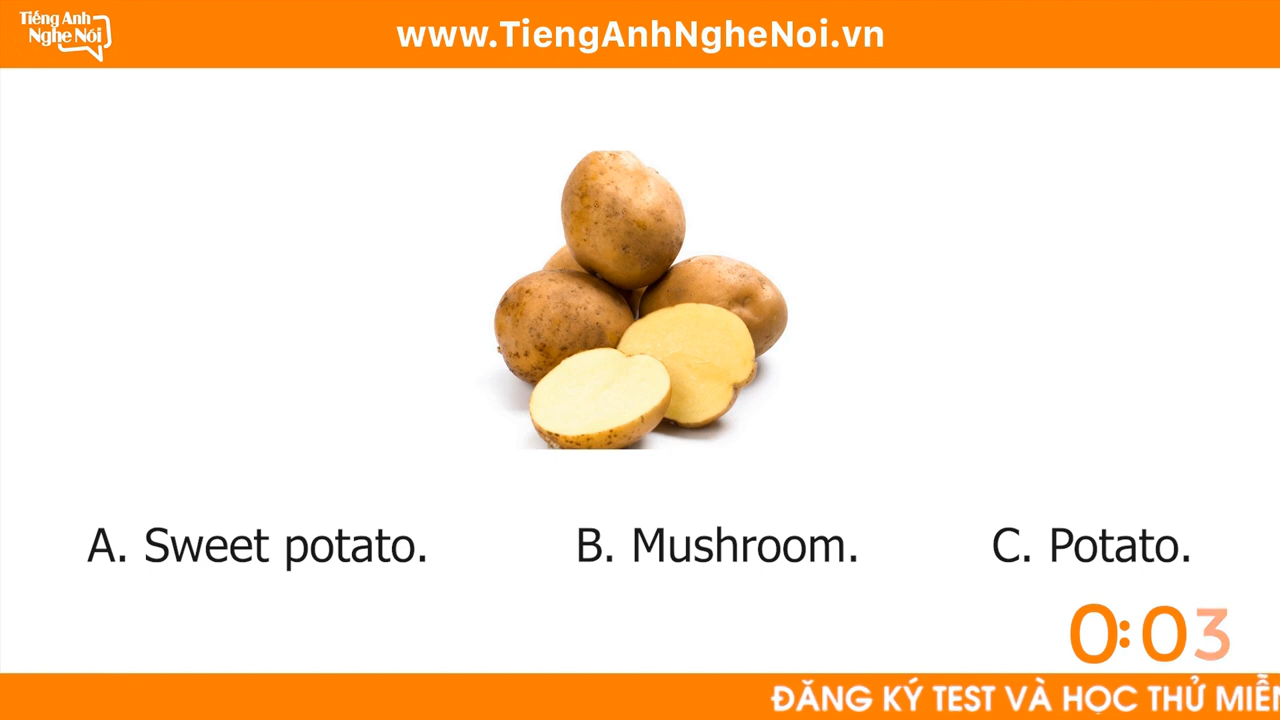 Tiếng Anh
Nghe Nói
www.TiengAnhNgheNoi.vn
A. Sweet potato.
B. Mushroom.
C. Potato.
0:03
ĐĂNG KÝ TEST VÀ HỌC THỬ MIỄN